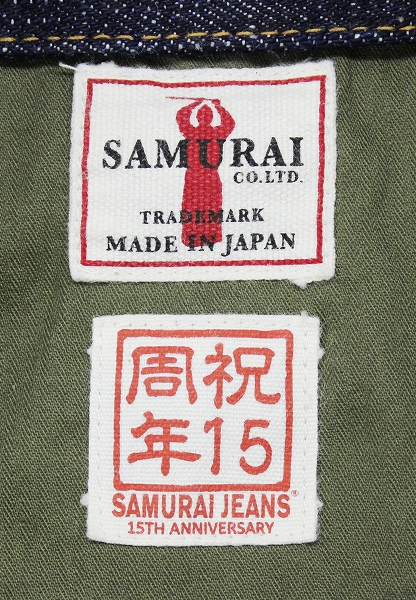 SAMURAI
CO.LTD.
TRADEMARK
MADE IN JAPAN
祝15
周年
SAMURAI JEANS®
15TH ANNIVERSARY